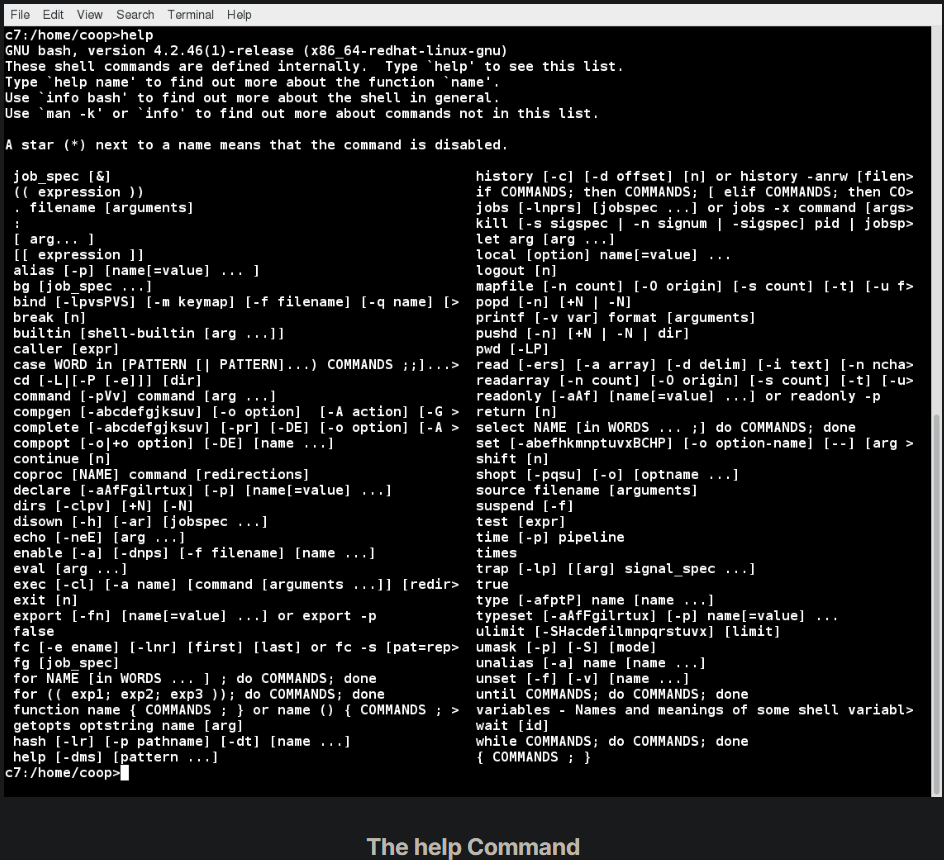 File Edit View Search Terminal Help
c7:/home/coop>help
GNU bash, version 4.2.46(1)-release (x86_64-redhat-linux-gnu)
These shell commands are defined internally.  Type `help' to see this list.
Type `help name' to find out more about the function `name'.
Use `info bash' to find out more about the shell in general.
Use `man -k' or `info' to find out more about commands not in this list.
A star (*) next to a name means that the command is disabled.
job_spec [&]
(( expression ))
. filename [arguments]
:
[ arg... ]
[[ expression ]]
alias [-p] [name[=value] ... ]
bg [job_spec ...]
bind [-lpvsPVS] [-m keymap] [-f filename] [-q name] [>
break [n]
builtin [shell-builtin [arg ...]]
caller [expr]
case WORD in [PATTERN [| PATTERN]...) COMMANDS ;;]...>
cd [-L|[-P [-e]]] [dir]
command [-pVv] command [arg ...]
compgen [-abcdefgjksuv] [-o option]  [-A action] [-G >
complete [-abcdefgjksuv] [-pr] [-DE] [-o option] [-A >
compopt [-o|+o option] [-DE] [name ...]
continue [n]
coproc [NAME] command [redirections]
declare [-aAfFgilrtux] [-p] [name[=value] ...]
dirs [-clpv] [+N] [-N]
disown [-h] [-ar] [jobspec ...]
echo [-neE] [arg ...]
enable [-a] [-dnps] [-f filename] [name ...]
eval [arg ...]
exec [-cl] [-a name] [command [arguments ...]] [redir>
exit [n]
export [-fn] [name[=value] ...] or export -p
false
fc [-e ename] [-lnr] [first] [last] or fc -s [pat=rep>
fg [job_spec]
for NAME [in WORDS ... ] ; do COMMANDS; done
for (( exp1; exp2; exp3 )); do COMMANDS; done
function name { COMMANDS ; } or name () { COMMANDS ; >
getopts optstring name [arg]
hash [-lr] [-p pathname] [-dt] [name ...]
help [-dms] [pattern ...]
history [-c] [-d offset] [n] or history -anrw [filen>
if COMMANDS; then COMMANDS; [ elif COMMANDS; then CO>
jobs [-lnprs] [jobspec ...] or jobs -x command [args>
kill [-s sigspec | -n signum | -sigspec] pid | jobsp>
let arg [arg ...]
local [option] name[=value] ...
logout [n]
mapfile [-n count] [-O origin] [-s count] [-t] [-u f>
popd [-n] [+N | -N]
printf [-v var] format [arguments]
pushd [-n] [+N | -N | dir]
pwd [-LP]
read [-ers] [-a array] [-d delim] [-i text] [-n ncha>
readarray [-n count] [-O origin] [-s count] [-t] [-u>
readonly [-aAf] [name[=value] ...] or readonly -p
return [n]
select NAME [in WORDS ... ;] do COMMANDS; done
set [-abefhkmnptuvxBCHP] [-o option-name] [--] [arg >
shift [n]
shopt [-pqsu] [-o] [optname ...]
source filename [arguments]
suspend [-f]
test [expr]
time [-p] pipeline
times
trap [-lp] [[arg] signal_spec ...]
true
type [-afptP] name [name ...]
typeset [-aAfFgilrtux] [-p] name[=value] ...
ulimit [-SHacdefilmnpqrstuvx] [limit]
umask [-p] [-S] [mode]
unalias [-a] name [name ...]
unset [-f] [-v] [name ...]
until COMMANDS; do COMMANDS; done
variables - Names and meanings of some shell variabl>
wait [id]
while COMMANDS; do COMMANDS; done
{ COMMANDS ; }
c7:/home/coop>
The help Command